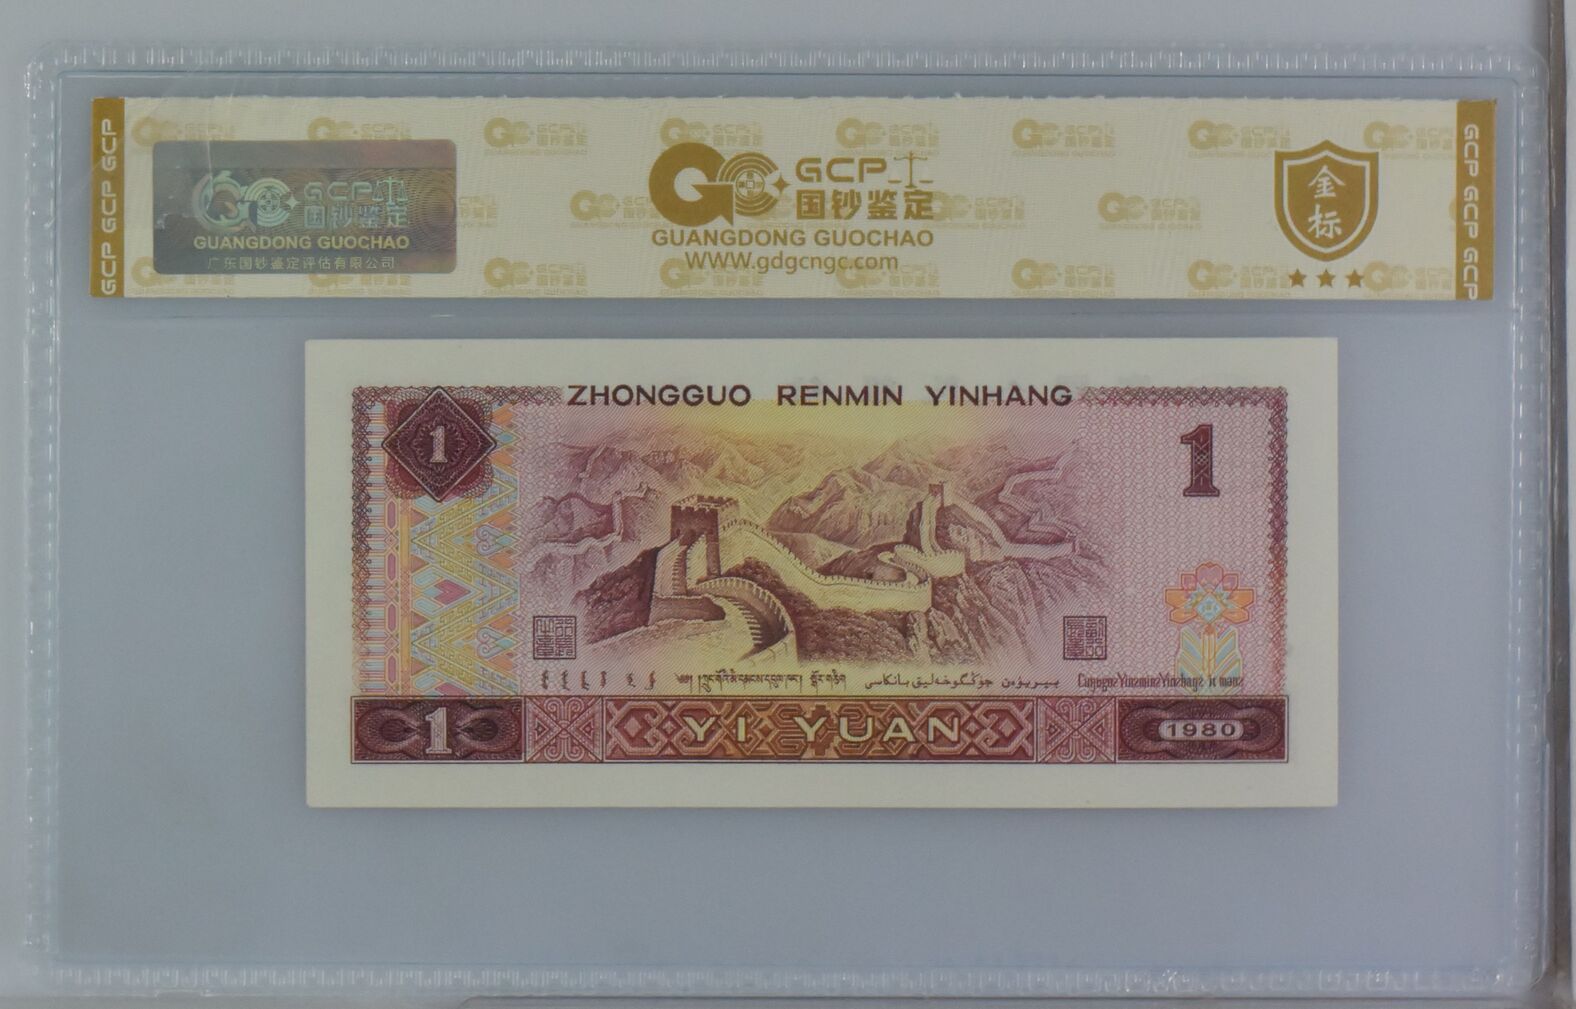 GCP GCP GCP
GCP 国钞鉴定
GUANGDONG GUOCHAO
广东国钞鉴定评估有限公司
GCP
国钞鉴定
GUANGDONG GUOCHAO
WWW.gdgcngc.com
金标
GCP GCP GCP
ZHONGGUO RENMIN YINHANG
1
1
1
YI YUAN
1980